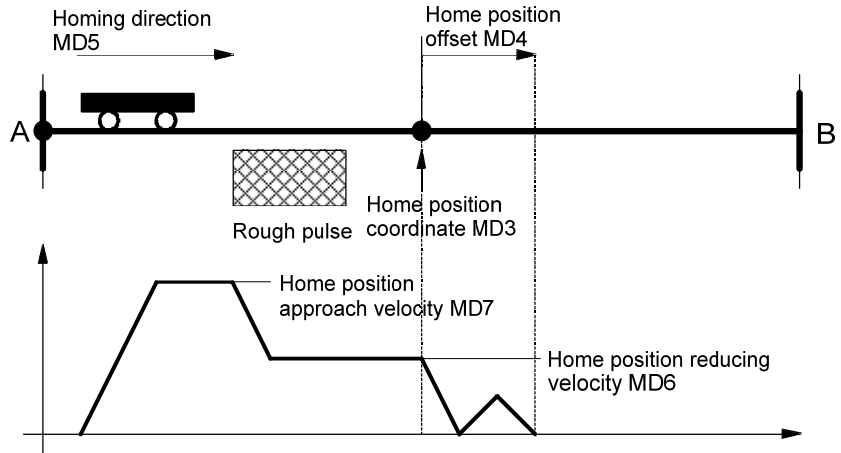 Homing direction
MD5
Home position
offset MD4
A
B
Rough pulse
Home position
coordinate MD3
Home position
approach velocity MD7
Home position reducing
velocity MD6